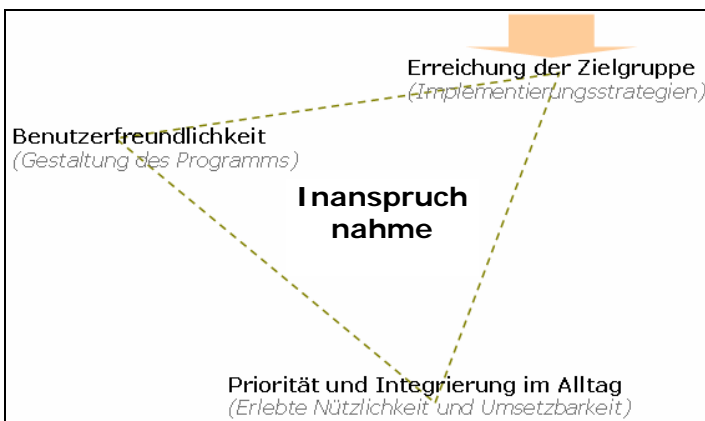 Erreichung der Zielgruppe
(Implementierungsstrategien)
Benutzerfreundlichkeit
(Gestaltung des Programms)
Inanspruch
nahme
Priorität und Integrierung im Alltag
(Erlebte Nützlichkeit und Umsetzbarkeit)